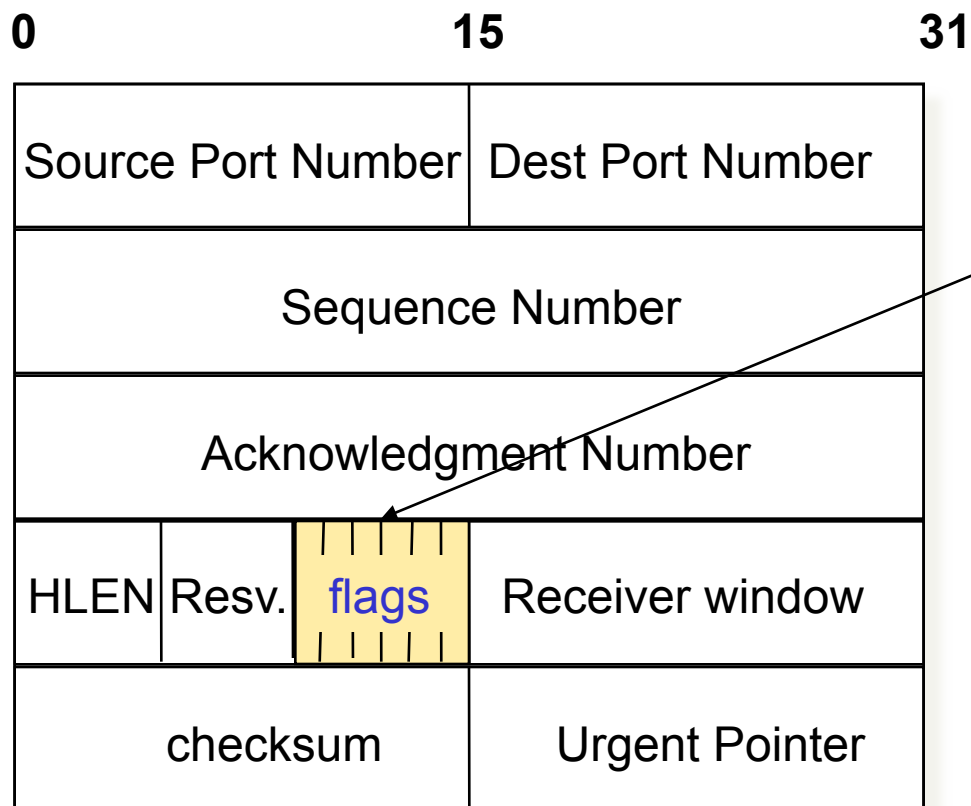 0 15 31
Source Port Number Dest Port Number
Sequence Number
Acknowledgment Number
HLEN Resv. flags Receiver window
checksum Urgent Pointer